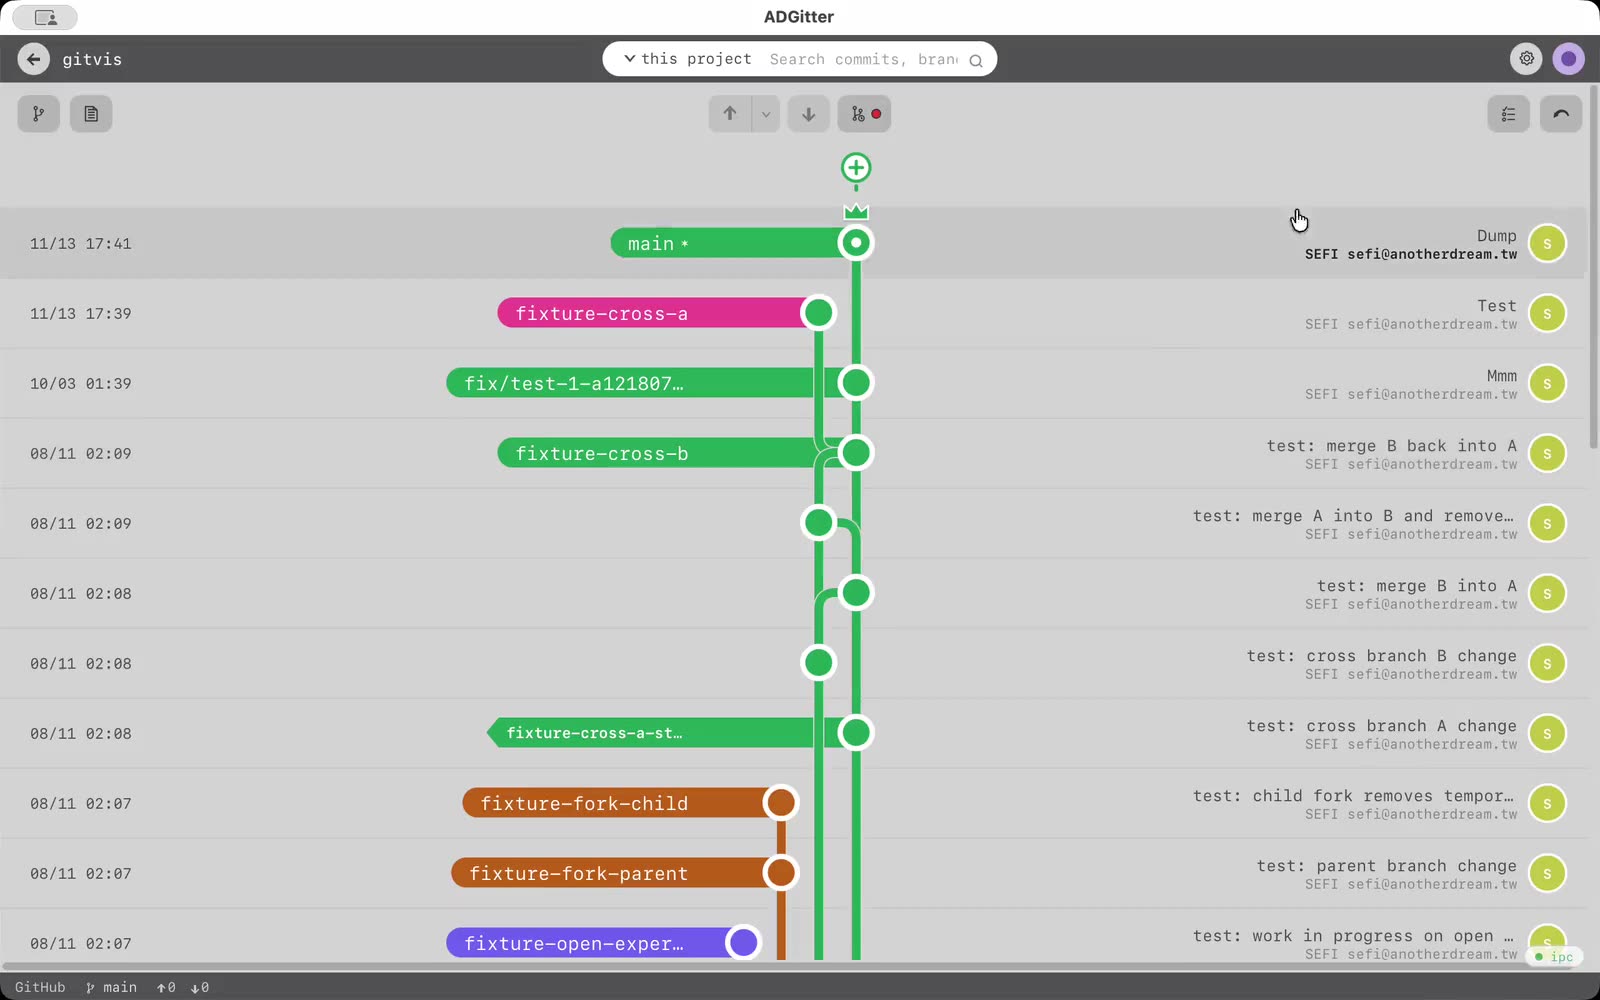 ADGitter
gitvis
this project Search commits, bran
11/13 17:41 main * Dump
SEFI sefi@anotherdream.tw
S
11/13 17:39 fixture-cross-a Test
SEFI sefi@anotherdream.tw
S
10/03 01:39 fix/test-1-a121807… Mmm
SEFI sefi@anotherdream.tw
S
08/11 02:09 fixture-cross-b test: merge B back into A
SEFI sefi@anotherdream.tw
S
08/11 02:09 test: merge A into B and remove…
SEFI sefi@anotherdream.tw
S
08/11 02:08 test: merge B into A
SEFI sefi@anotherdream.tw
S
08/11 02:08 test: cross branch B change
SEFI sefi@anotherdream.tw
S
08/11 02:08 fixture-cross-a-st… test: cross branch A change
SEFI sefi@anotherdream.tw
S
08/11 02:07 fixture-fork-child test: child fork removes tempor…
SEFI sefi@anotherdream.tw
S
08/11 02:07 fixture-fork-parent test: parent branch change
SEFI sefi@anotherdream.tw
S
08/11 02:07 fixture-open-exper… test: work in progress on open …
SEFI sefi@anotherdream.tw
S
ipc
GitHub main ↑0 ↓0